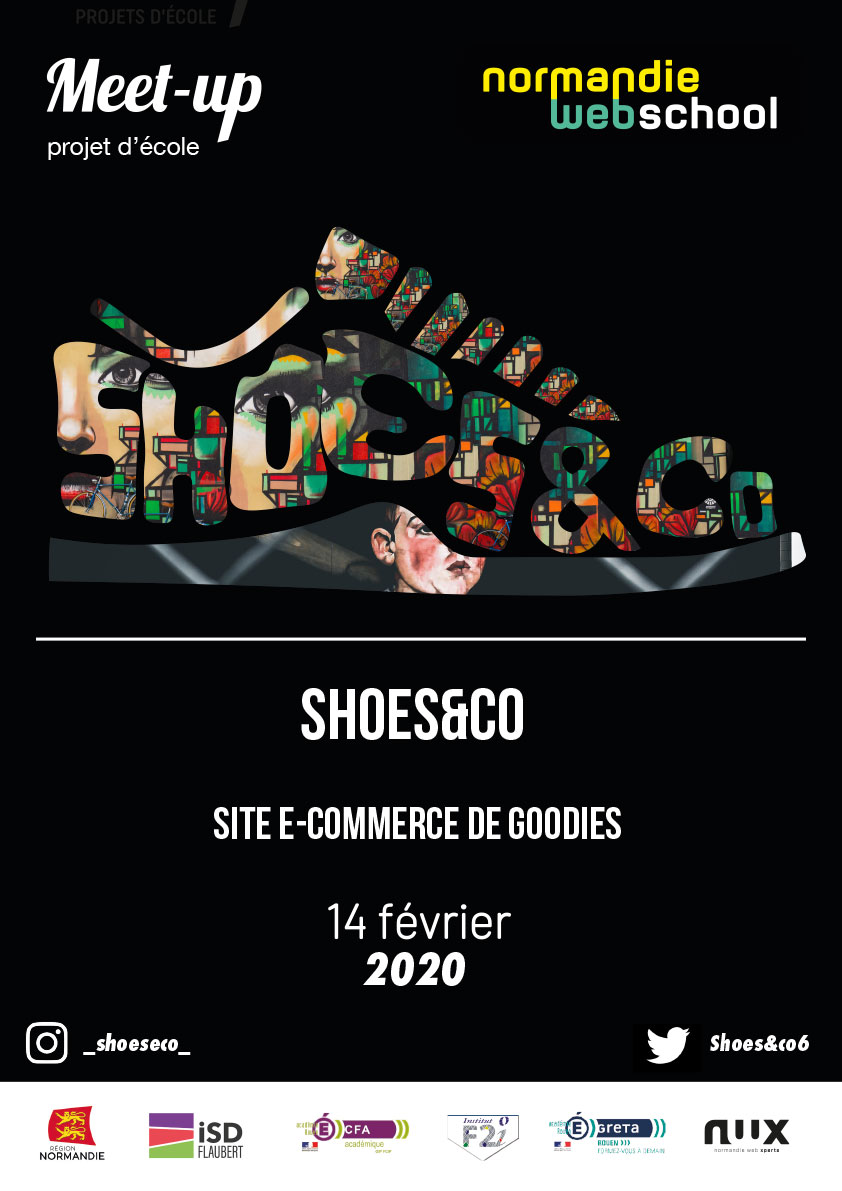 PROJETS D'ÉCOLE /
Meet-up
projet d'école
normandie
webschool
SHOES&CO
SHOES&CO
SITE E-COMMERCE DE GOODIES
14 février
2020
_shoeseco_
Shoes&co6
RÉGION
NORMANDIE
iSD
FLAUBERT
É CFA
académique
Institut
F2i
É GRETA
ROUEN
FORMEZ-VOUS A DEMAIN
nwx
normandie web xperts